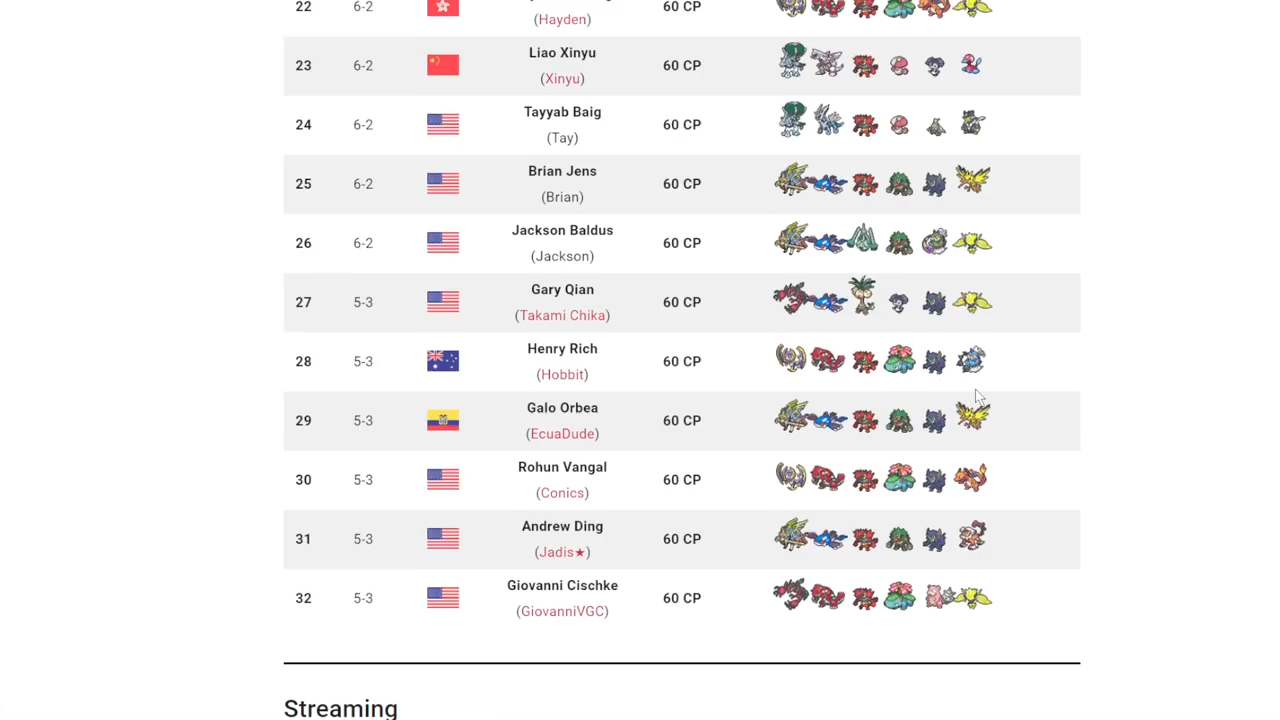 22 6-2 60 CP
(Hayden)
23 6-2 Liao Xinyu 60 CP
(Xinyu)
24 6-2 Tayyab Baig 60 CP
(Tay)
25 6-2 Brian Jens 60 CP
(Brian)
26 6-2 Jackson Baldus 60 CP
(Jackson)
27 5-3 Gary Qian 60 CP
(Takami Chika)
28 5-3 Henry Rich 60 CP
(Hobbit)
29 5-3 Galo Orbea 60 CP
(EcuaDude)
30 5-3 Rohun Vangal 60 CP
(Conics)
31 5-3 Andrew Ding 60 CP
(Jadis★)
32 5-3 Giovanni Cischke 60 CP
(GiovanniVGC)
Streaming